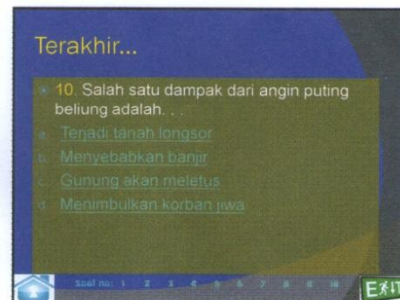 Terakhir...
10. Salah satu dampak dari angin puting
beliung adalah. . .
a. Terjadi tanah longsor
b. Menyebabkan banjir
c. Gunung akan meletus
d. Menimbulkan korban jiwa
Soal no: 1 2 3 4 5 6 7 8 9 10
EXIT